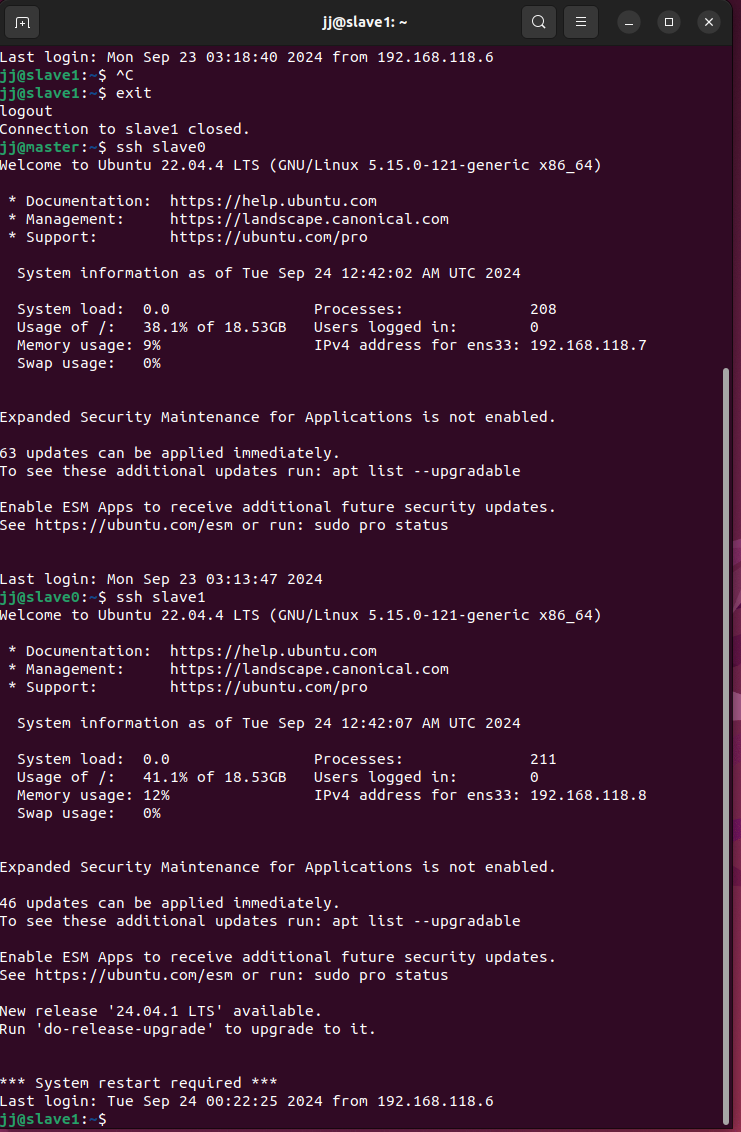 jj@slave1: ~
Last login: Mon Sep 23 03:18:40 2024 from 192.168.118.6
jj@slave1:~$ ^C
jj@slave1:~$ exit
logout
Connection to slave1 closed.
jj@master:~$ ssh slave0
Welcome to Ubuntu 22.04.4 LTS (GNU/Linux 5.15.0-121-generic x86_64)

 * Documentation:  https://help.ubuntu.com
 * Management:     https://landscape.canonical.com
 * Support:        https://ubuntu.com/pro

  System information as of Tue Sep 24 12:42:02 AM UTC 2024

  System load:  0.0                Processes:              208
  Usage of /:   38.1% of 18.53GB   Users logged in:        0
  Memory usage: 9%                 IPv4 address for ens33: 192.168.118.7
  Swap usage:   0%

Expanded Security Maintenance for Applications is not enabled.

63 updates can be applied immediately.
To see these additional updates run: apt list --upgradable

Enable ESM Apps to receive additional future security updates.
See https://ubuntu.com/esm or run: sudo pro status

Last login: Mon Sep 23 03:13:47 2024
jj@slave0:~$ ssh slave1
Welcome to Ubuntu 22.04.4 LTS (GNU/Linux 5.15.0-121-generic x86_64)

 * Documentation:  https://help.ubuntu.com
 * Management:     https://landscape.canonical.com
 * Support:        https://ubuntu.com/pro

  System information as of Tue Sep 24 12:42:07 AM UTC 2024

  System load:  0.0                Processes:              211
  Usage of /:   41.1% of 18.53GB   Users logged in:        0
  Memory usage: 12%                IPv4 address for ens33: 192.168.118.8
  Swap usage:   0%

Expanded Security Maintenance for Applications is not enabled.

46 updates can be applied immediately.
To see these additional updates run: apt list --upgradable

Enable ESM Apps to receive additional future security updates.
See https://ubuntu.com/esm or run: sudo pro status

New release '24.04.1 LTS' available.
Run 'do-release-upgrade' to upgrade to it.

*** System restart required ***
Last login: Tue Sep 24 00:22:25 2024 from 192.168.118.6
jj@slave1:~$